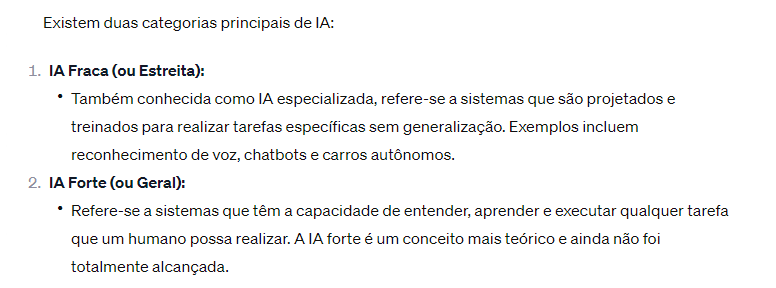 Existem duas categorias principais de IA:
1. IA Fraca (ou Estreita):
• Também conhecida como IA especializada, refere-se a sistemas que são projetados e
treinados para realizar tarefas específicas sem generalização. Exemplos incluem
reconhecimento de voz, chatbots e carros autônomos.
2. IA Forte (ou Geral):
• Refere-se a sistemas que têm a capacidade de entender, aprender e executar qualquer tarefa
que um humano possa realizar. A IA forte é um conceito mais teórico e ainda não foi
totalmente alcançada.